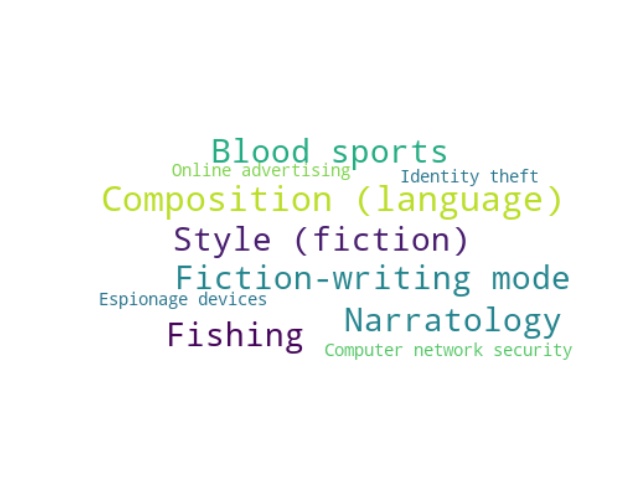 Blood sports
Online advertising
Identity theft
Composition (language)
Style (fiction)
Fiction-writing mode
Espionage devices
Narratology
Fishing
Computer network security